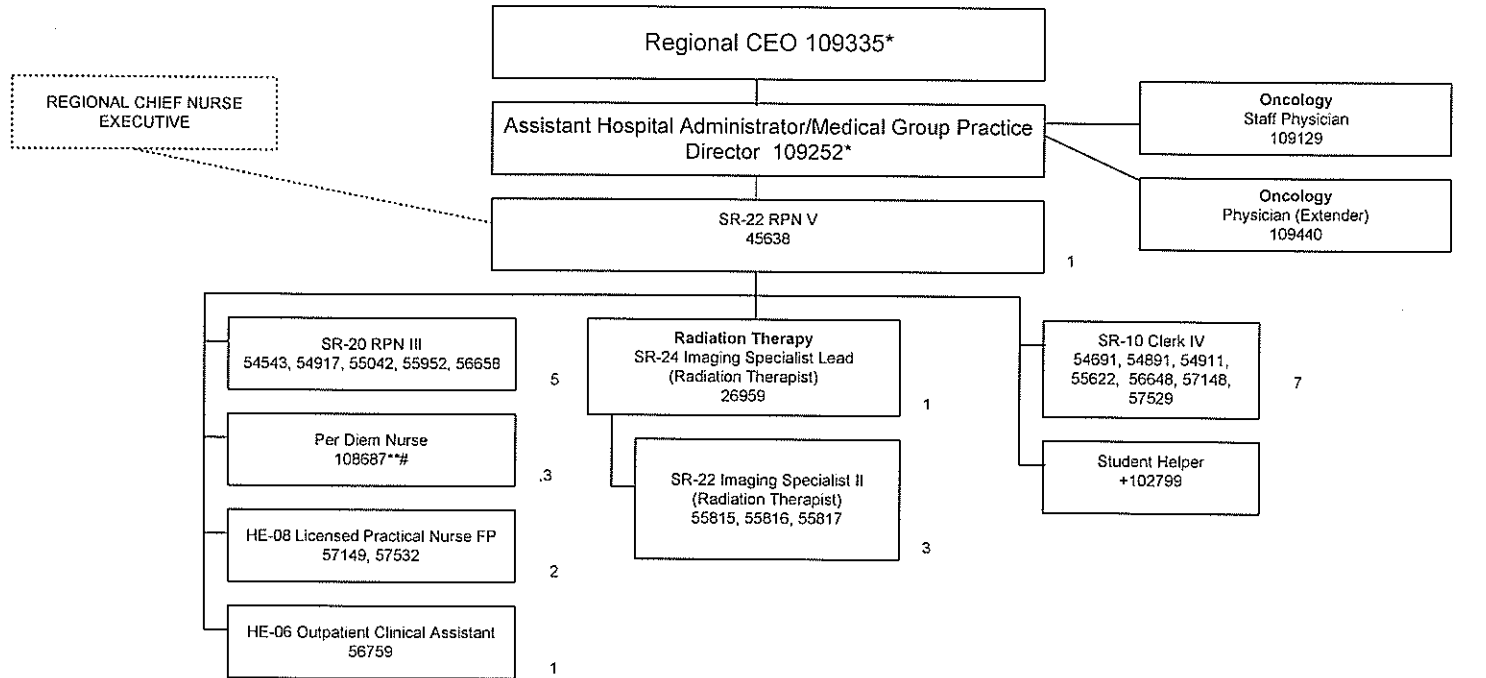 Regional CEO 109335*
REGIONAL CHIEF NURSE
EXECUTIVE
Assistant Hospital Administrator/Medical Group Practice
Director 109252*
Oncology
Staff Physician
109129
Oncology
Physician (Extender)
109440
SR-22 RPN V
45638
1
SR-20 RPN III
54543, 54917, 55042, 55952, 56658
5
Per Diem Nurse
108687**#
.3
HE-08 Licensed Practical Nurse FP
57149, 57532
2
HE-06 Outpatient Clinical Assistant
56759
1
Radiation Therapy
SR-24 Imaging Specialist Lead
(Radiation Therapist)
26959
1
SR-22 Imaging Specialist II
(Radiation Therapist)
55815, 55816, 55817
3
SR-10 Clerk IV
54691, 54891, 54911,
55622, 56648, 57148,
57529
7
Student Helper
+102799